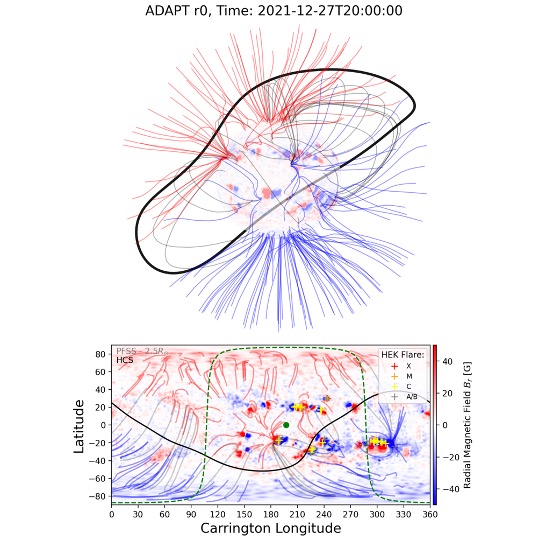 ADAPT r0, Time: 2021-12-27T20:00:00
PFSS - 2.5R
HCS
HEK Flare:
X
M
C
A/B
80
60
40
20
0
−20
−40
−60
−80
Latitude
0 30 60 90 120 150 180 210 240 270 300 330 360
Carrington Longitude
40
20
0
−20
−40
Radial Magnetic Field Br [G]